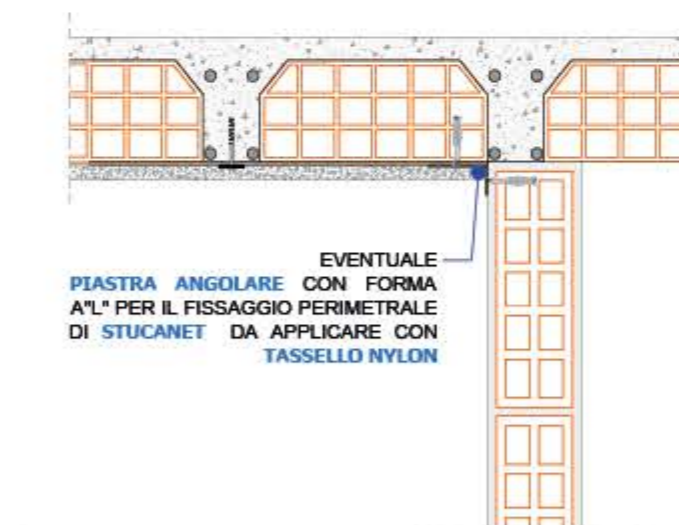 EVENTUALE
PIASTRA ANGOLARE CON FORMA
A"L" PER IL FISSAGGIO PERIMETRALE
DI STUCANET DA APPLICARE CON
TASSELLO NYLON